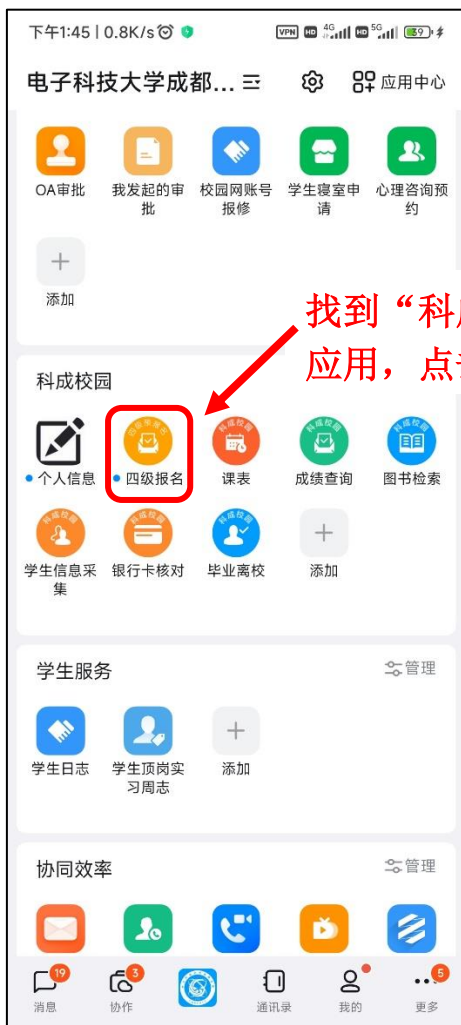 下午1:45 | 0.8K/s VPN HD 4G HD 5G 39
电子科技大学成都... 应用中心
OA审批 我发起的审批 校园网账号报修 学生寝室申请 心理咨询预约
添加
找到“科
应用，点
科成校园
个人信息 四级报名 课表 成绩查询 图书检索
学生信息采集 银行卡核对 毕业离校 添加
学生服务 管理
学生日志 学生顶岗实习周志 添加
协同效率 管理
19 3 5
消息 协作 通讯录 我的 更多